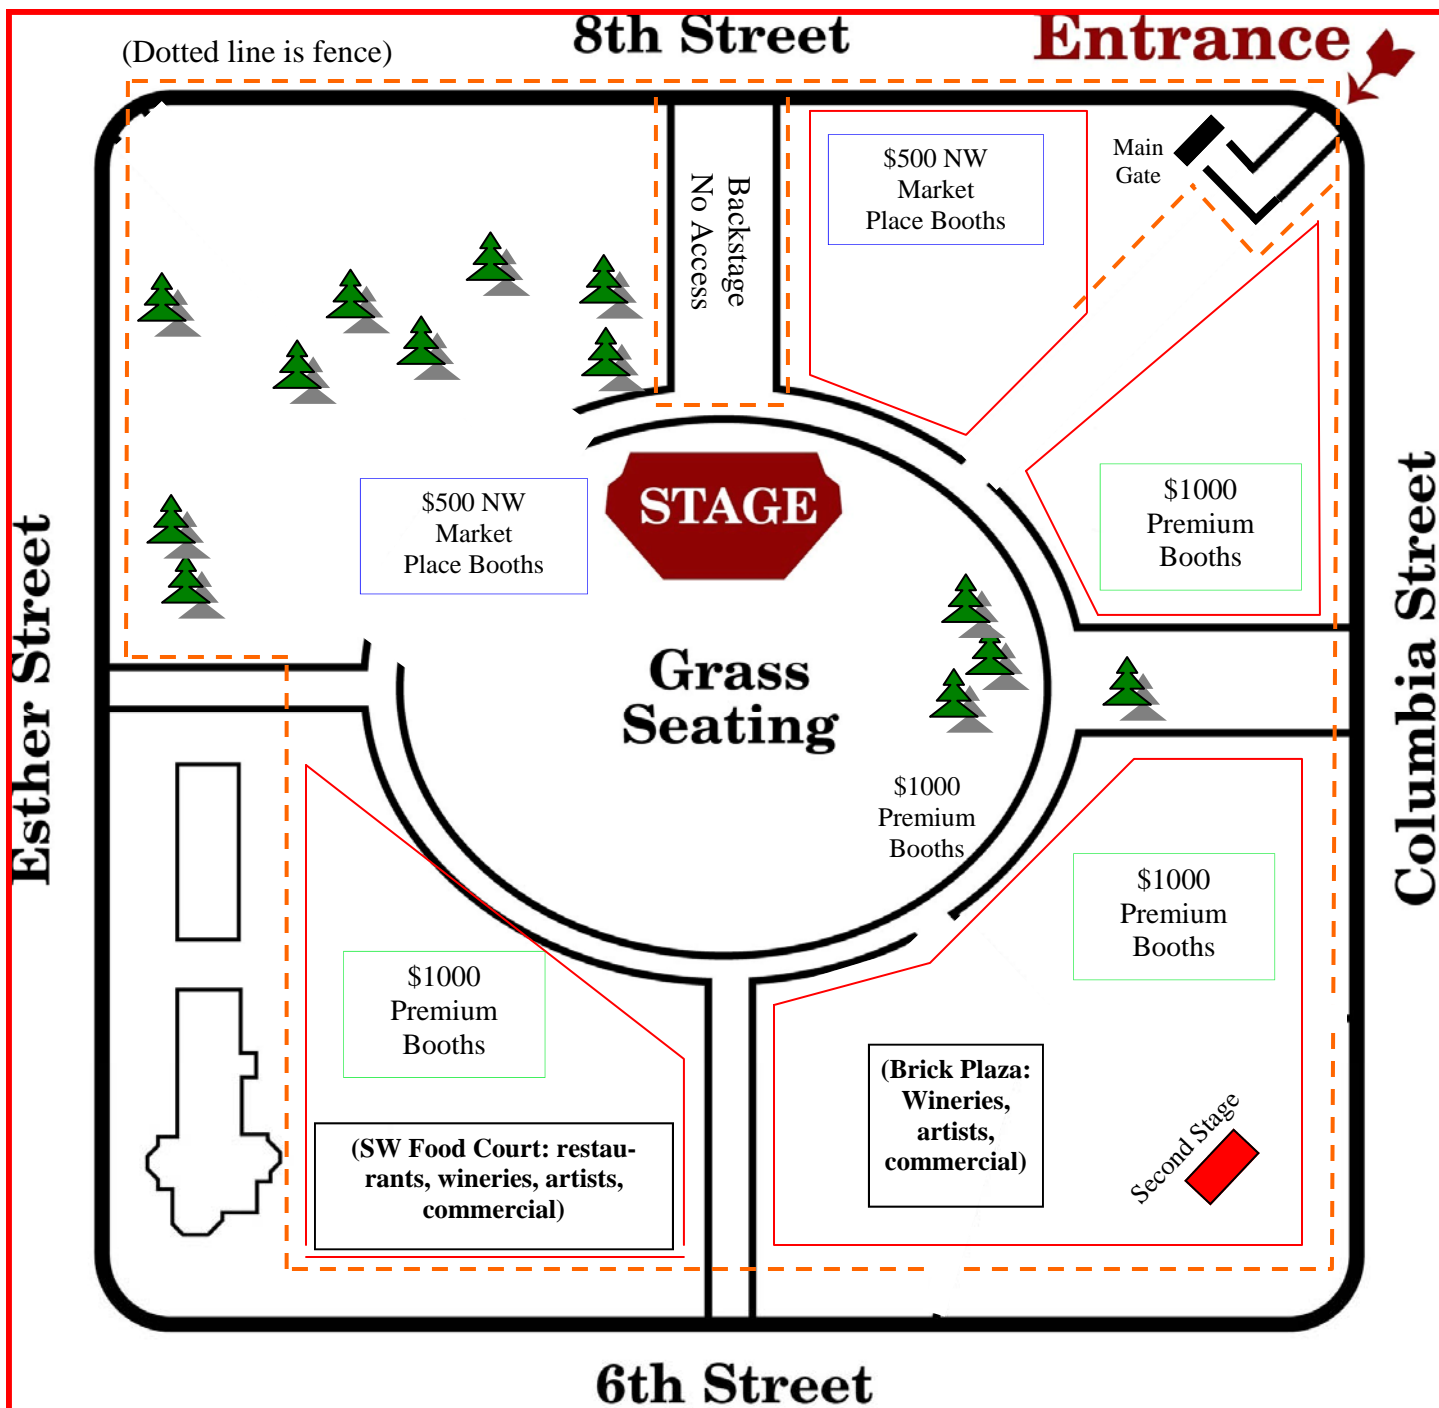 (Dotted line is fence)
8th Street
Entrance
Main
Gate
$500 NW
Market
Place Booths
Backstage
No Access
$1000
Premium
Booths
$500 NW
Market
Place Booths
STAGE
Esther Street
Columbia Street
Grass
Seating
$1000
Premium
Booths
$1000
Premium
Booths
$1000
Premium
Booths
(Brick Plaza:
Wineries,
artists,
commercial)
Second Stage
(SW Food Court: restau-
rants, wineries, artists,
commercial)
6th Street